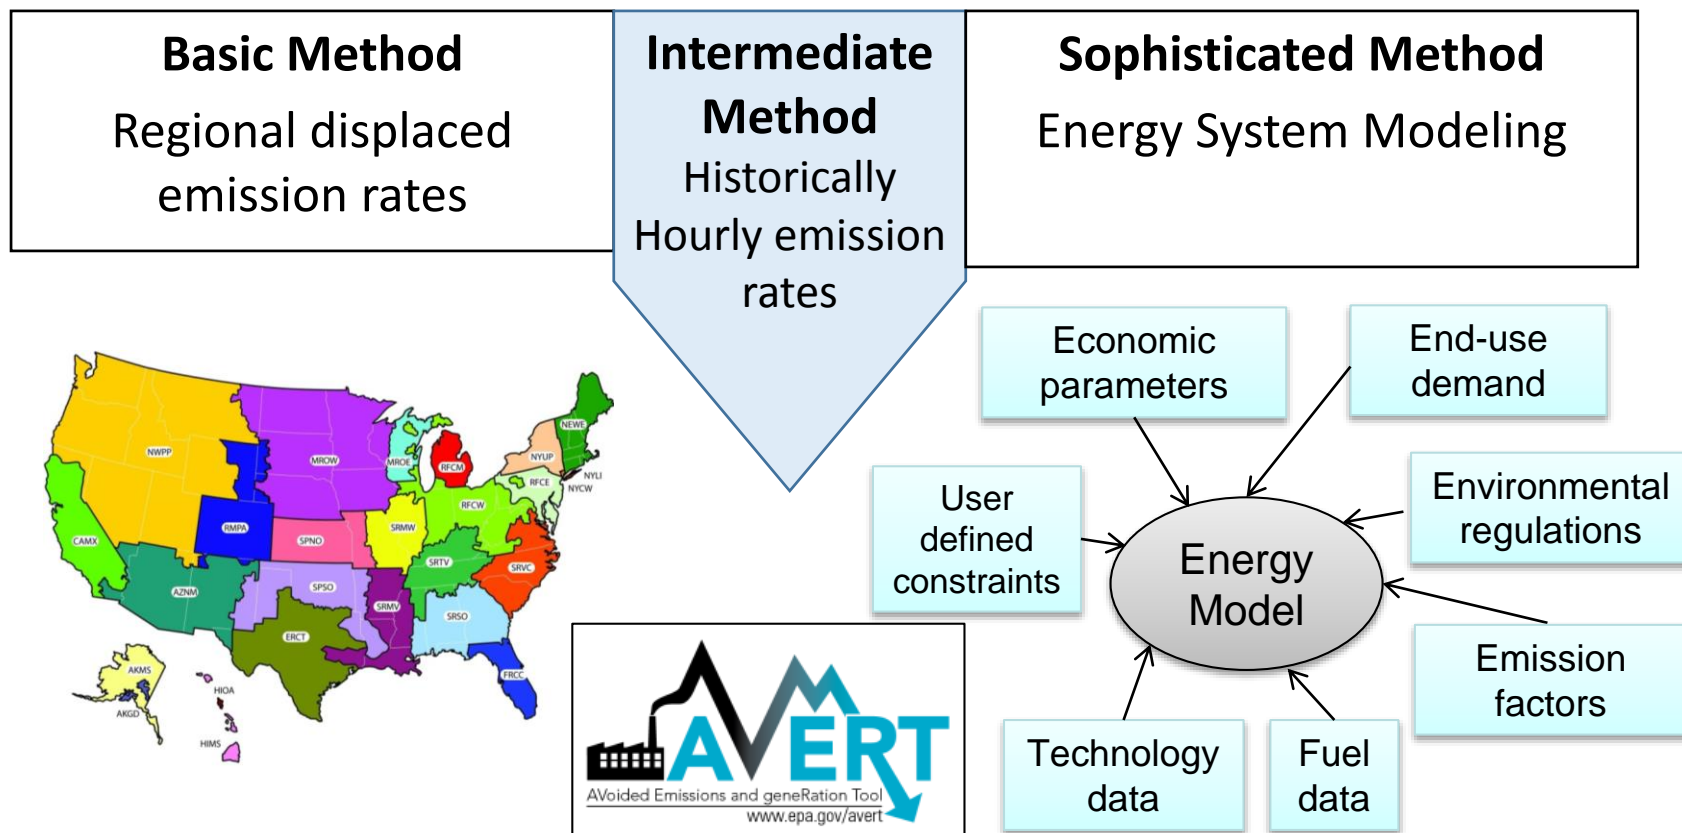 Basic Method
Regional displaced
emission rates
Intermediate
Method
Historically
Hourly emission
rates
Sophisticated Method
Energy System Modeling
NWPP
MROW
MROE
RFCM
NYUP
NEWE
NYLI
NYCW
RFCE
RFCW
CAMX
RMPA
SPNO
SRMW
SRTV
SRVC
AZNM
SPSO
SRMV
SRSO
ERCT
FRCC
AKMS
AKGD
HIOA
HIMS
AVERT
AVoided Emissions and geneRation Tool
www.epa.gov/avert
Economic
parameters
End-use
demand
User
defined
constraints
Environmental
regulations
Energy
Model
Emission
factors
Technology
data
Fuel
data